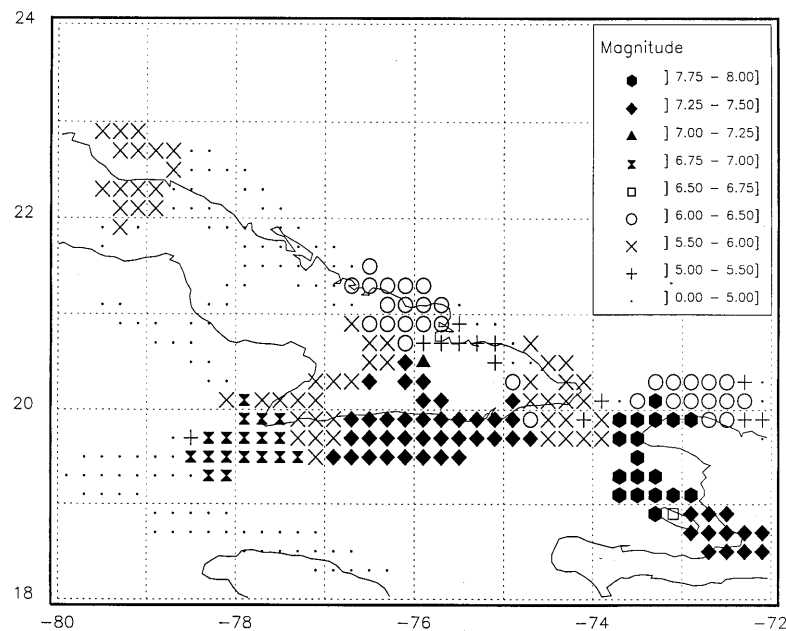 24
22
20
18
-80
-78
-76
-74
-72
Magnitude
] 7.75 - 8.00]
] 7.25 - 7.50]
] 7.00 - 7.25]
] 6.75 - 7.00]
] 6.50 - 6.75]
] 6.00 - 6.50]
] 5.50 - 6.00]
] 5.00 - 5.50]
] 0.00 - 5.00]